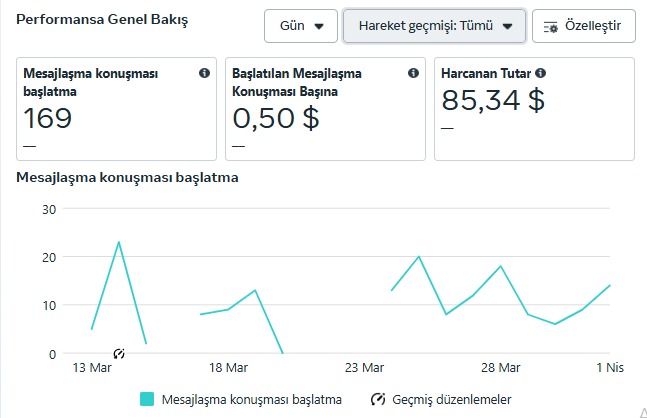 Performansa Genel Bakış
Gün
Hareket geçmişi: Tümü
Özelleştir
Mesajlaşma konuşması
başlatma
169
—
Başlatılan Mesajlaşma
Konuşması Başına
0,50 $
—
Harcanan Tutar
85,34 $
—
Mesajlaşma konuşması başlatma
30
20
10
0
13 Mar
18 Mar
23 Mar
28 Mar
1 Nis
Mesajlaşma konuşması başlatma
Geçmiş düzenlemeler